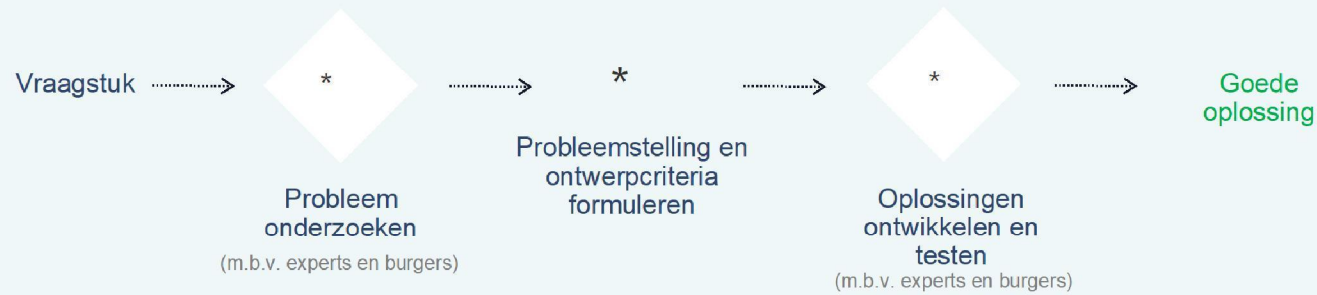 Vraagstuk
*
Probleem
onderzoeken
(m.b.v. experts en burgers)
*
Probleemstelling en
ontwerpcriteria
formuleren
*
Oplossingen
ontwikkelen en
testen
(m.b.v. experts en burgers)
Goede
oplossing